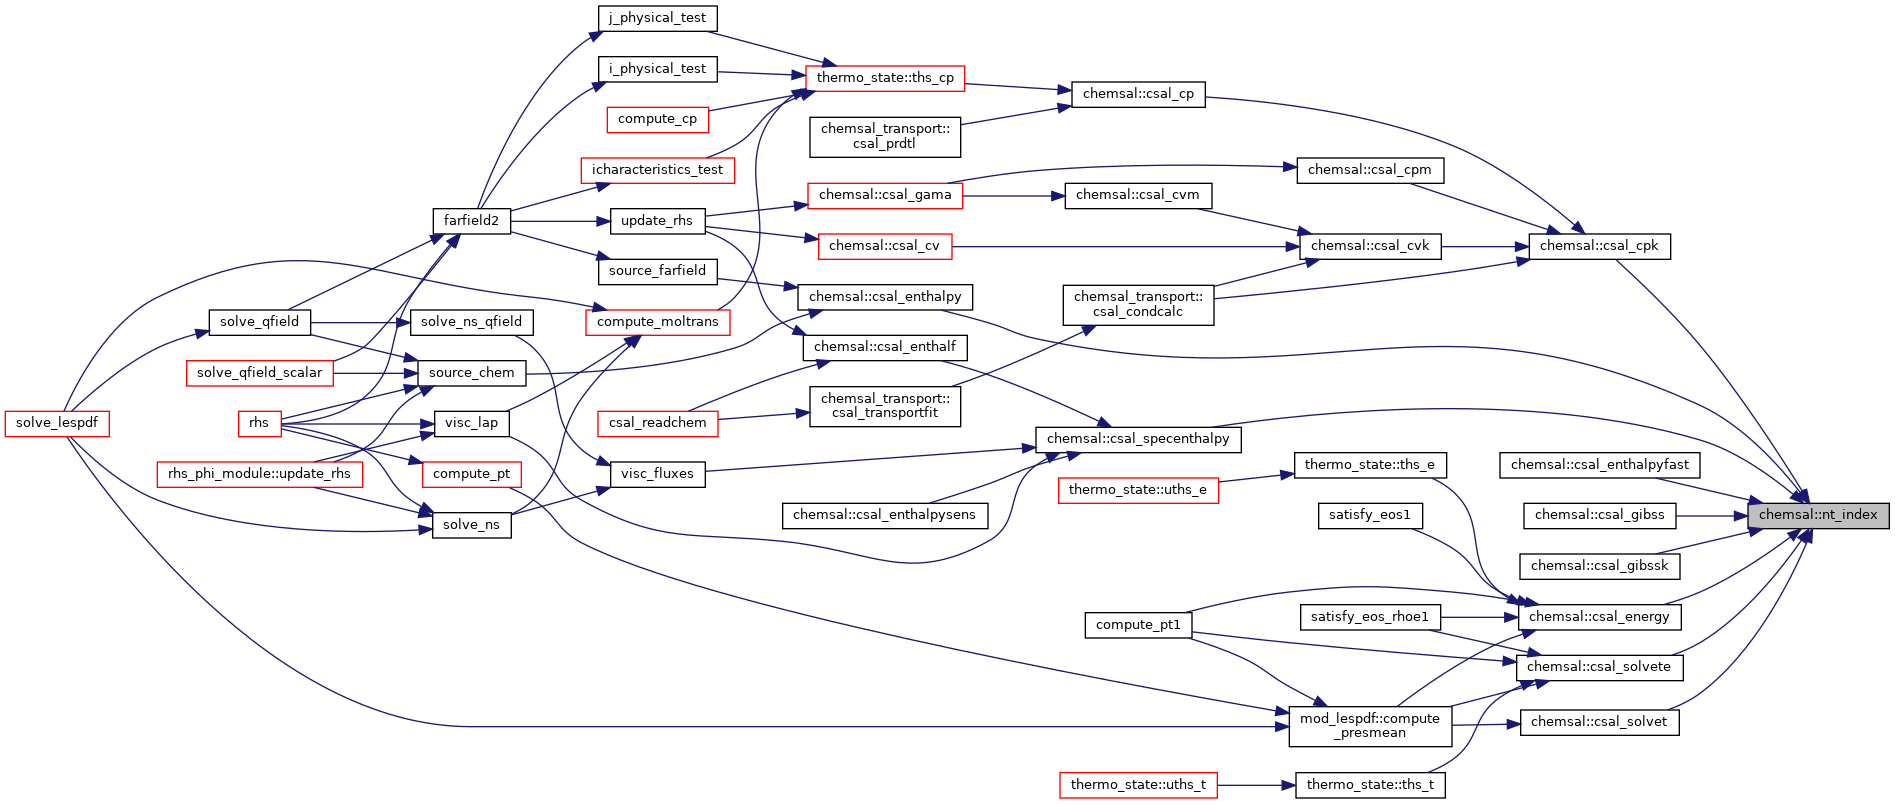 j_physical_test
i_physical_test
thermo_state::ths_cp
chemsal::csal_cp
compute_cp
chemsal_transport::
csal_prdtl
icharacteristics_test
chemsal::csal_cpm
chemsal::csal_gama
chemsal::csal_cvm
farfield2
update_rhs
chemsal::csal_cv
chemsal::csal_cvk
chemsal::csal_cpk
source_farfield
chemsal::csal_enthalpy
chemsal_transport::
csal_condcalc
solve_qfield
solve_ns_qfield
compute_moltrans
chemsal::csal_enthalf
solve_qfield_scalar
source_chem
chemsal_transport::
csal_transportfit
solve_lespdf
rhs
visc_lap
csal_readchem
chemsal::csal_specenthalpy
rhs_phi_module::update_rhs
compute_pt
visc_fluxes
thermo_state::ths_e
chemsal::csal_enthalpyfast
thermo_state::uths_e
solve_ns
chemsal::csal_enthalpysens
satisfy_eos1
chemsal::csal_gibss
chemsal::nt_index
chemsal::csal_gibssk
compute_pt1
satisfy_eos_rhoe1
chemsal::csal_energy
chemsal::csal_solvete
mod_lespdf::compute
_presmean
chemsal::csal_solvet
thermo_state::uths_t
thermo_state::ths_t